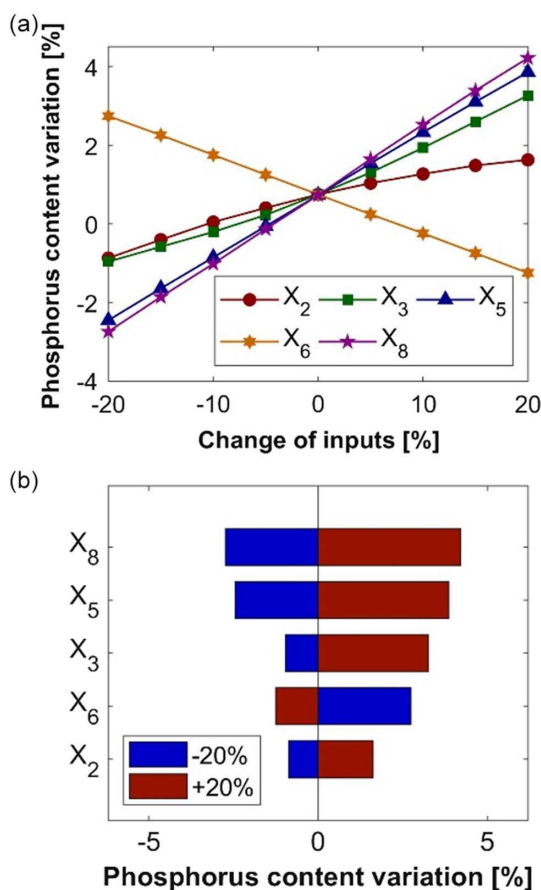 (a)
Phosphorus content variation [%]
4
2
0
-2
-4
X₂ X₃ X₅
X₆ X₈
-20 -10 0 10 20
Change of inputs [%]
(b)
X₈
X₅
X₃
X₆
X₂
-20%
+20%
-5 0 5
Phosphorus content variation [%]